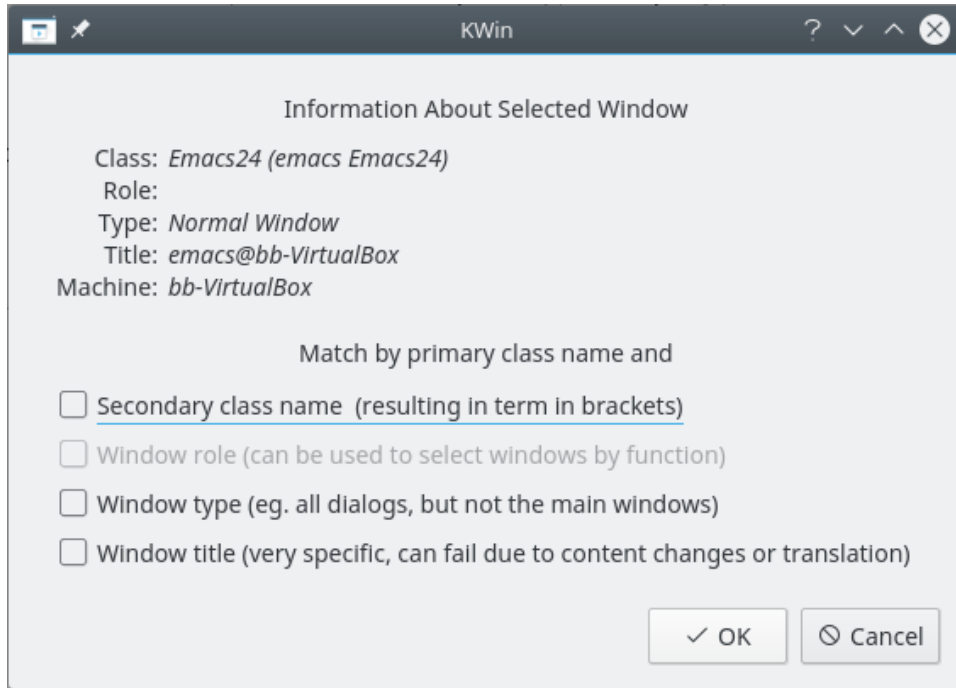 KWin
Information About Selected Window
Class: Emacs24 (emacs Emacs24)
Role:
Type: Normal Window
Title: emacs@bb-VirtualBox
Machine: bb-VirtualBox
Match by primary class name and
Secondary class name (resulting in term in brackets)
Window role (can be used to select windows by function)
Window type (eg. all dialogs, but not the main windows)
Window title (very specific, can fail due to content changes or translation)
OK Cancel